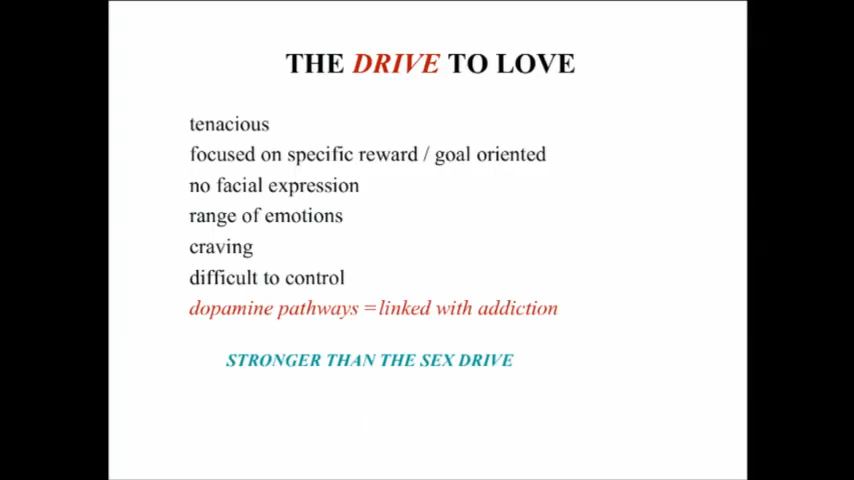 THE DRIVE TO LOVE
tenacious
focused on specific reward / goal oriented
no facial expression
range of emotions
craving
difficult to control
dopamine pathways =linked with addiction
STRONGER THAN THE SEX DRIVE